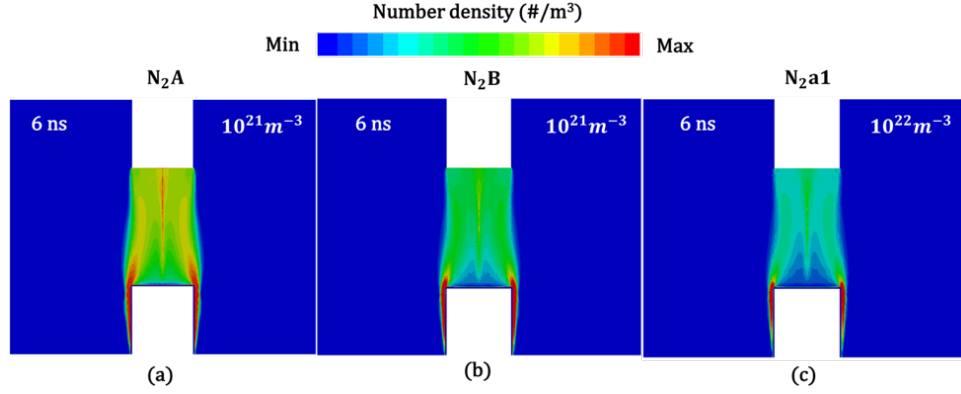 Number density (#/m³)
Min Max
N₂A N₂B N₂a1
6 ns 10²¹m⁻³ 6 ns 10²¹m⁻³ 6 ns 10²²m⁻³
(a) (b) (c)